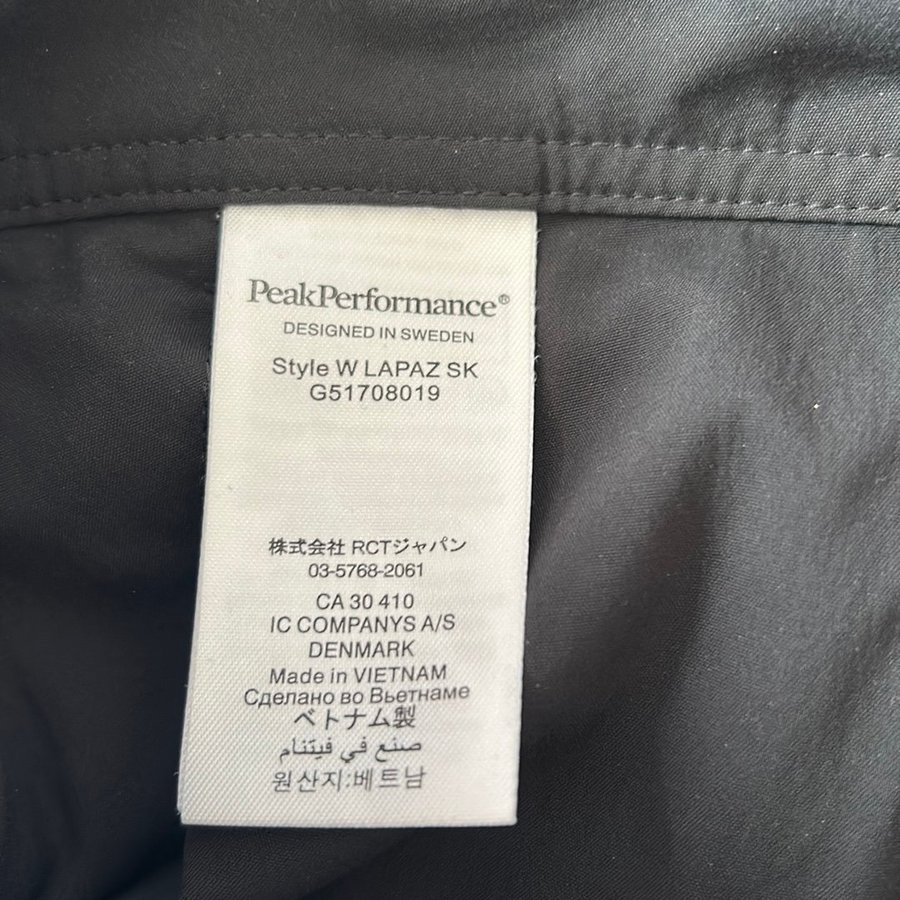 PeakPerformance®
DESIGNED IN SWEDEN
Style W LAPAZ SK
G51708019
株式会社 RCTジャパン
03-5768-2061
CA 30 410
IC COMPANYS A/S
DENMARK
Made in VIETNAM
Сделано во Вьетнаме
ベトナム製
صنع في فيتنام
원산지:베트남